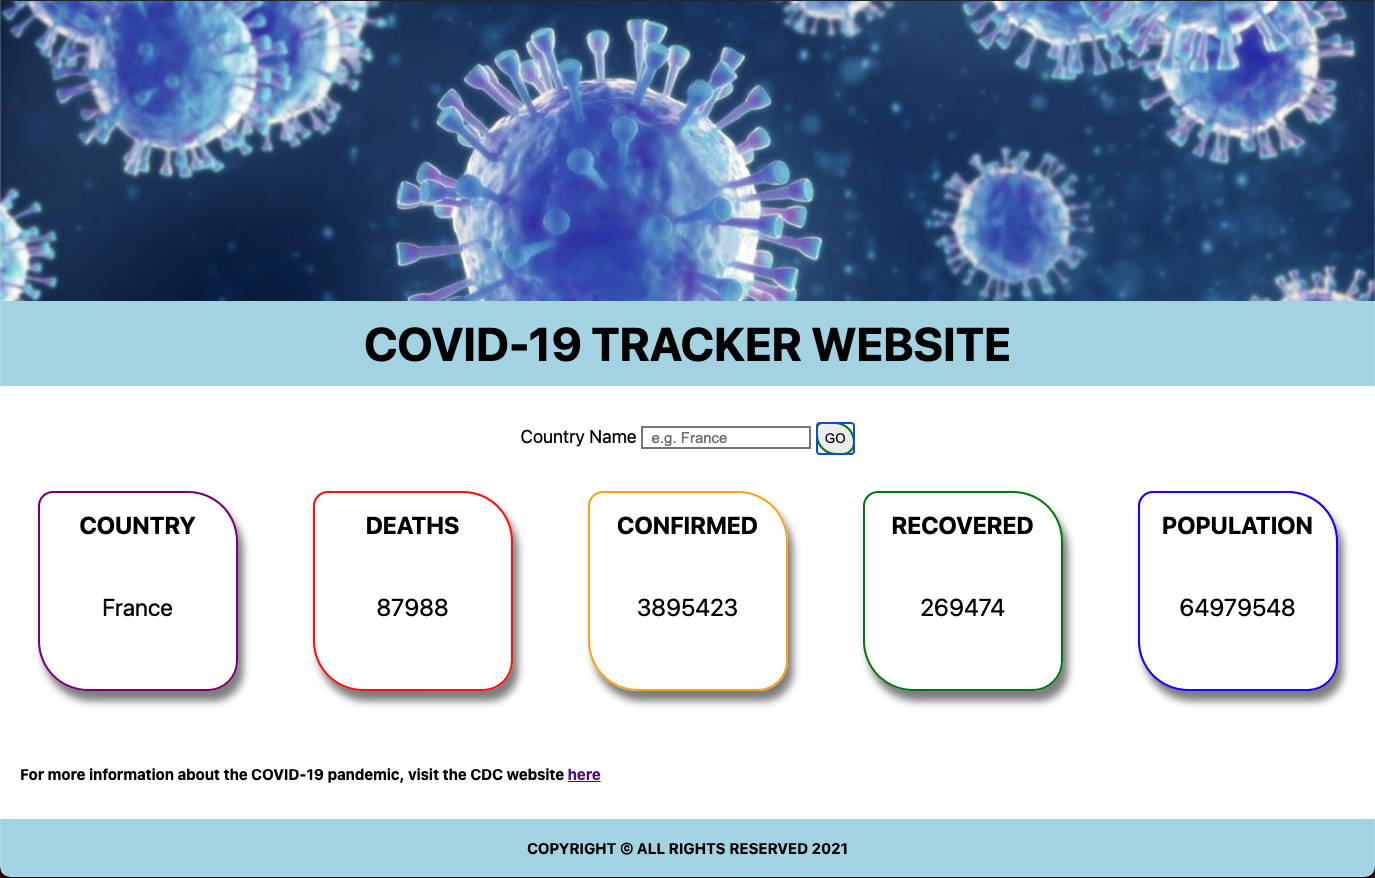 COVID-19 TRACKER WEBSITE
Country Name e.g. France GO
COUNTRY
France
DEATHS
87988
CONFIRMED
3895423
RECOVERED
269474
POPULATION
64979548
For more information about the COVID-19 pandemic, visit the CDC website here
COPYRIGHT © ALL RIGHTS RESERVED 2021